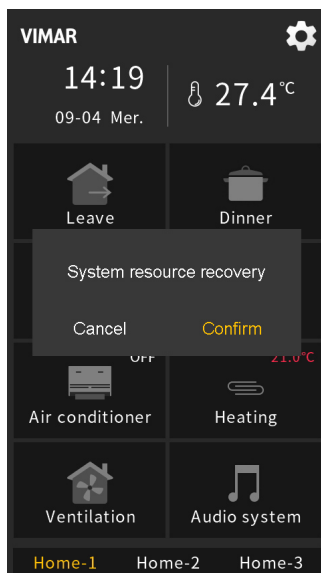 VIMAR
14:19
09-04 Mer.
27.4°C
Leave
Dinner
System resource recovery
Cancel
Confirm
OFF
21.0°C
Air conditioner
Heating
Ventilation
Audio system
Home-1
Home-2
Home-3